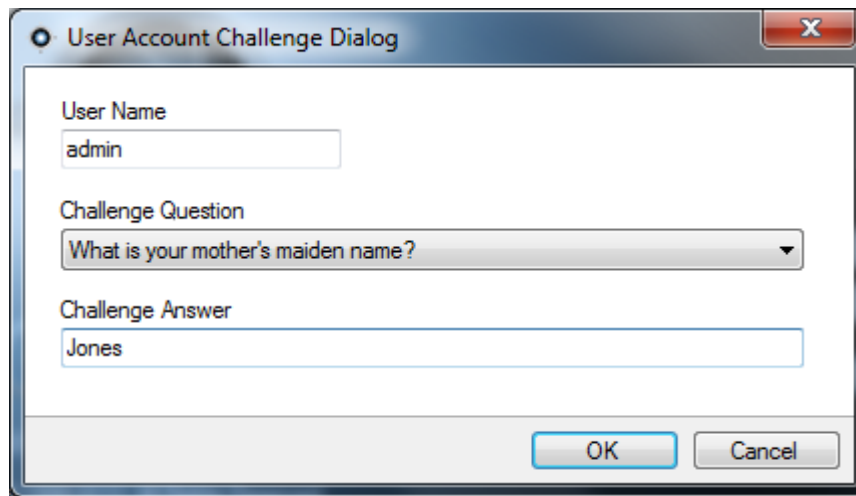 User Account Challenge Dialog
User Name
admin
Challenge Question
What is your mother's maiden name?
Challenge Answer
Jones
OK Cancel